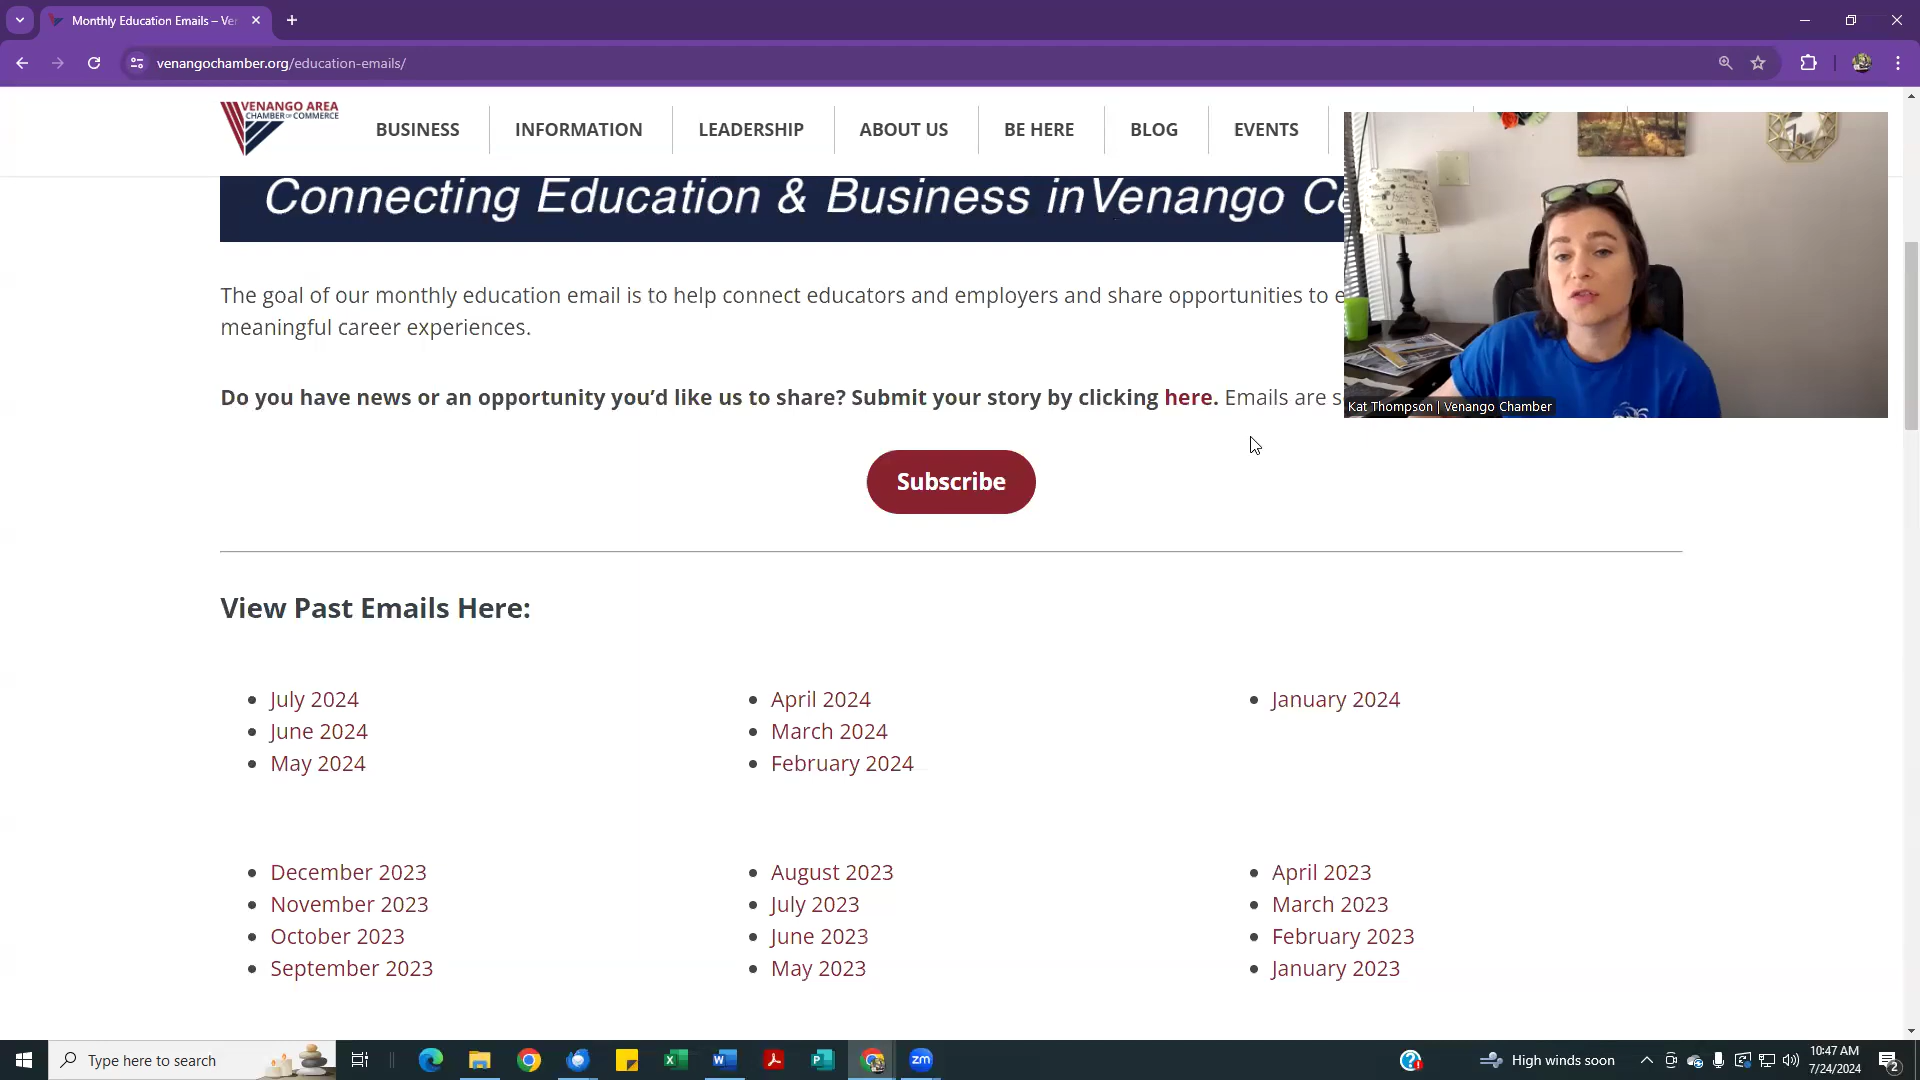 Monthly Education Emails – Ve
venangochamber.org/education-emails/
VENANGO AREA
CHAMBER OF COMMERCE
BUSINESS
INFORMATION
LEADERSHIP
ABOUT US
BE HERE
BLOG
EVENTS
Connecting Education & Business inVenango Co
The goal of our monthly education email is to help connect educators and employers and share opportunities to e
meaningful career experiences.
Do you have news or an opportunity you’d like us to share? Submit your story by clicking here. Emails are s
Kat Thompson | Venango Chamber
Subscribe
View Past Emails Here:
July 2024
June 2024
May 2024
April 2024
March 2024
February 2024
January 2024
December 2023
November 2023
October 2023
September 2023
August 2023
July 2023
June 2023
May 2023
April 2023
March 2023
February 2023
January 2023
Type here to search
zm
High winds soon
10:47 AM
7/24/2024
2